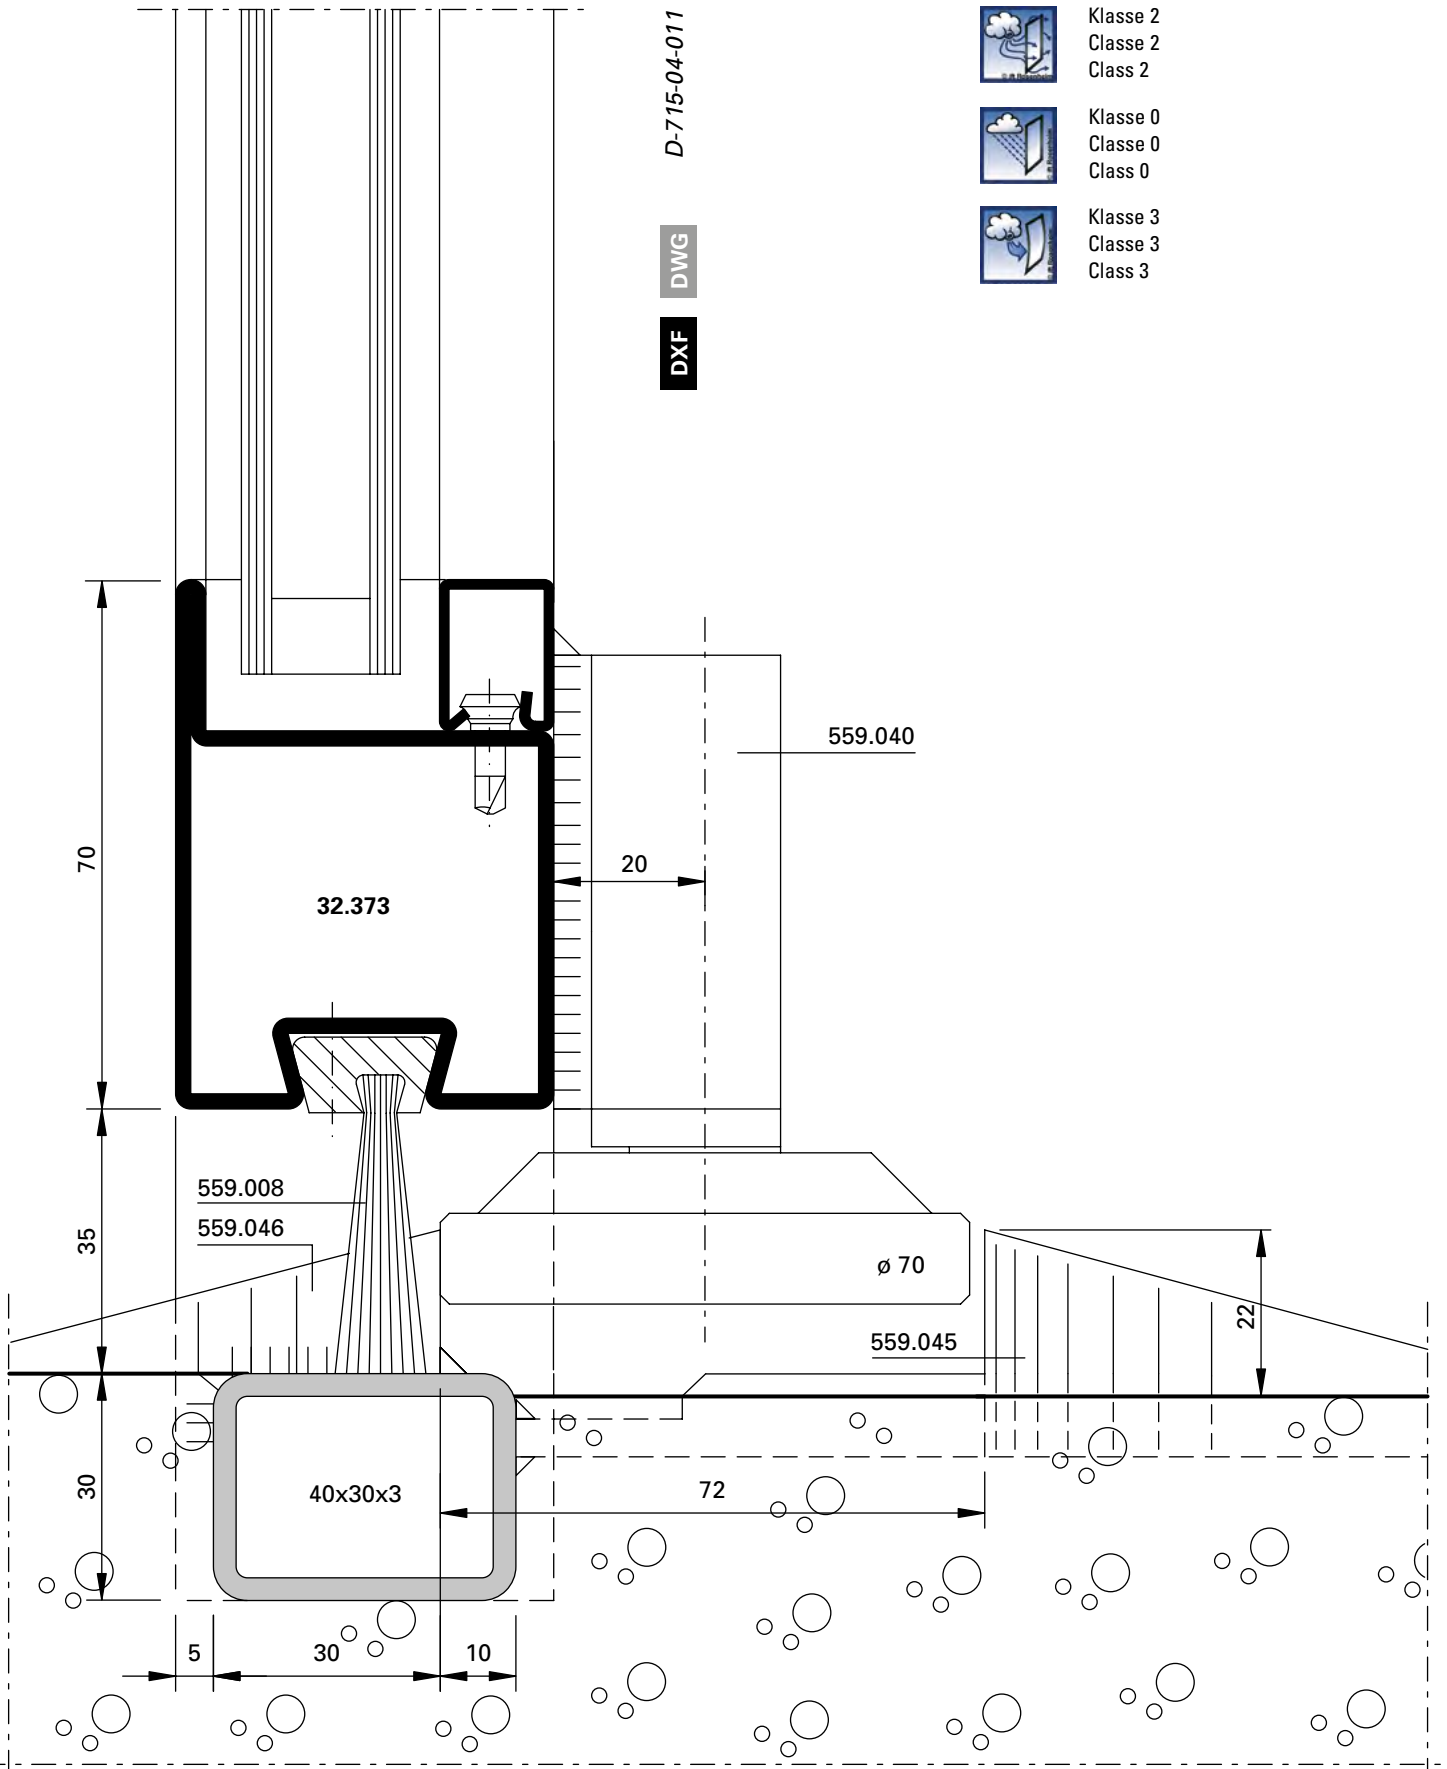 D-715-04-011
DWG
DXF
Klasse 2
Classe 2
Class 2
Klasse 0
Classe 0
Class 0
Klasse 3
Classe 3
Class 3
559.040
70
20
32.373
559.008
559.046
35
ø 70
22
559.045
30
40x30x3
72
5
30
10